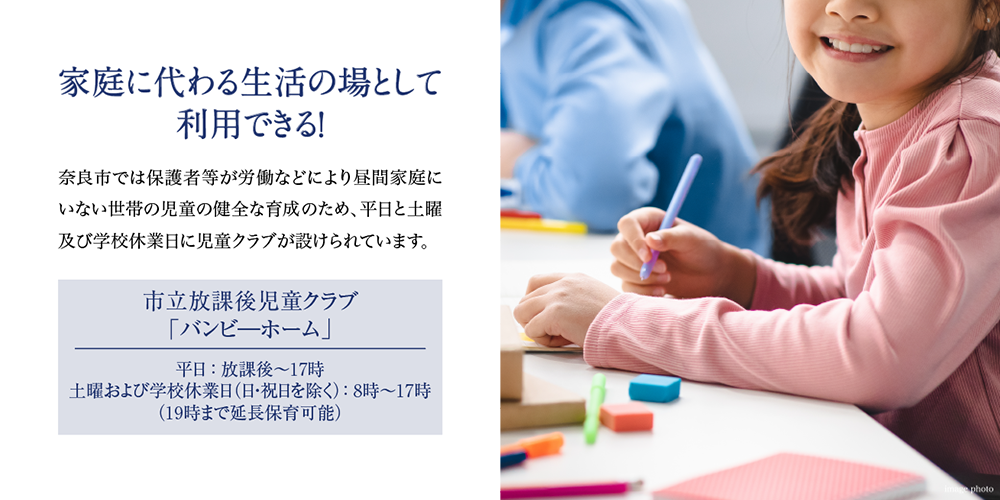 家庭に代わる生活の場として
利用できる!
奈良市では保護者等が労働などにより昼間家庭に
いない世帯の児童の健全な育成のため、平日と土曜
及び学校休業日に児童クラブが設けられています。
市立放課後児童クラブ
「バンビーホーム」
平日：放課後～17時
土曜および学校休業日（日・祝日を除く）：8時～17時
（19時まで延長保育可能）
image photo